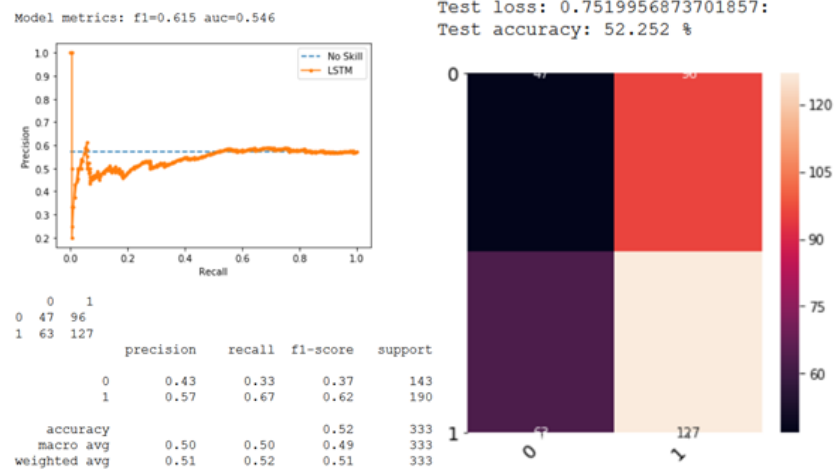 Model metrics: f1=0.615 auc=0.546
No Skill
LSTM
1.0
0.9
0.8
0.7
0.6
0.5
0.4
0.3
0.2
Precision
0.0 0.2 0.4 0.6 0.8 1.0
Recall
0 1
0 47 96
1 63 127
precision recall f1-score support
0 0.43 0.33 0.37 143
1 0.57 0.67 0.62 190
accuracy 0.52 333
macro avg 0.50 0.50 0.49 333
weighted avg 0.51 0.52 0.51 333
Test loss: 0.7519956873701857:
Test accuracy: 52.252 %
0
47 96
1
63 127
0 1
120
105
90
75
60